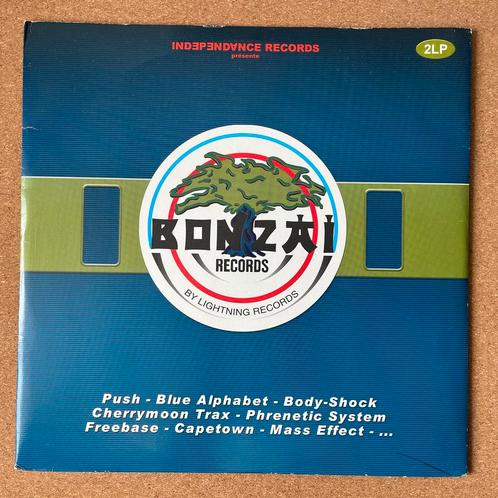 INDEPENDANCE RECORDS
présente
2LP
BONZAI
RECORDS
BY LIGHTNING RECORDS
Push - Blue Alphabet - Body-Shock
Cherrymoon Trax - Phrenetic System
Freebase - Capetown - Mass Effect - ...